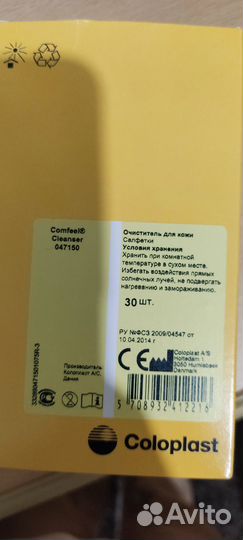 Comfeel®
Cleanser
047150
Очиститель для кожи
Салфетки
Условия хранения
Хранить при комнатной
температуре в сухом месте.
Избегать воздействия прямых
солнечных лучей, не подвергать
нагреванию и замораживанию.
30 шт.
РУ №ФСЗ 2009/04547 от
10.04.2014 г.
Производитель
Колопласт А/С,
Дания
CE
Coloplast A/S
Holtedam 1
3050 Humlebaek
Denmark
5 708932 412216
Coloplast
Avito